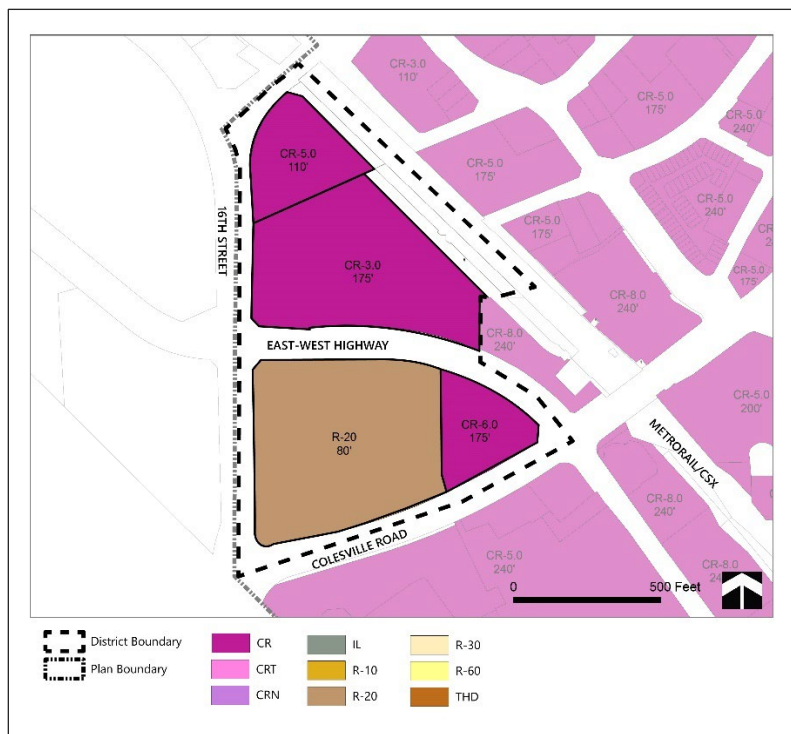 CR-3.0
110'
CR-5.0
240'
CR-5.0
175'
CR-5.0
240'
CR-5.0
110'
CR-5.0
175'
CR-5.0
240'
CR-5.0
175'
CR-5.0
175'
16TH STREET
CR-3.0
175'
CR-8.0
240'
CR-8.0
240'
EAST-WEST HIGHWAY
CR-5.0
200'
R-20
80'
CR-6.0
175'
METRORAIL/CSX
CR-8.0
240'
COLESVILLE ROAD
CR-5.0
240'
CR-8.0
0 500 Feet
District Boundary
Plan Boundary
CR
CRT
CRN
IL
R-10
R-20
R-30
R-60
THD